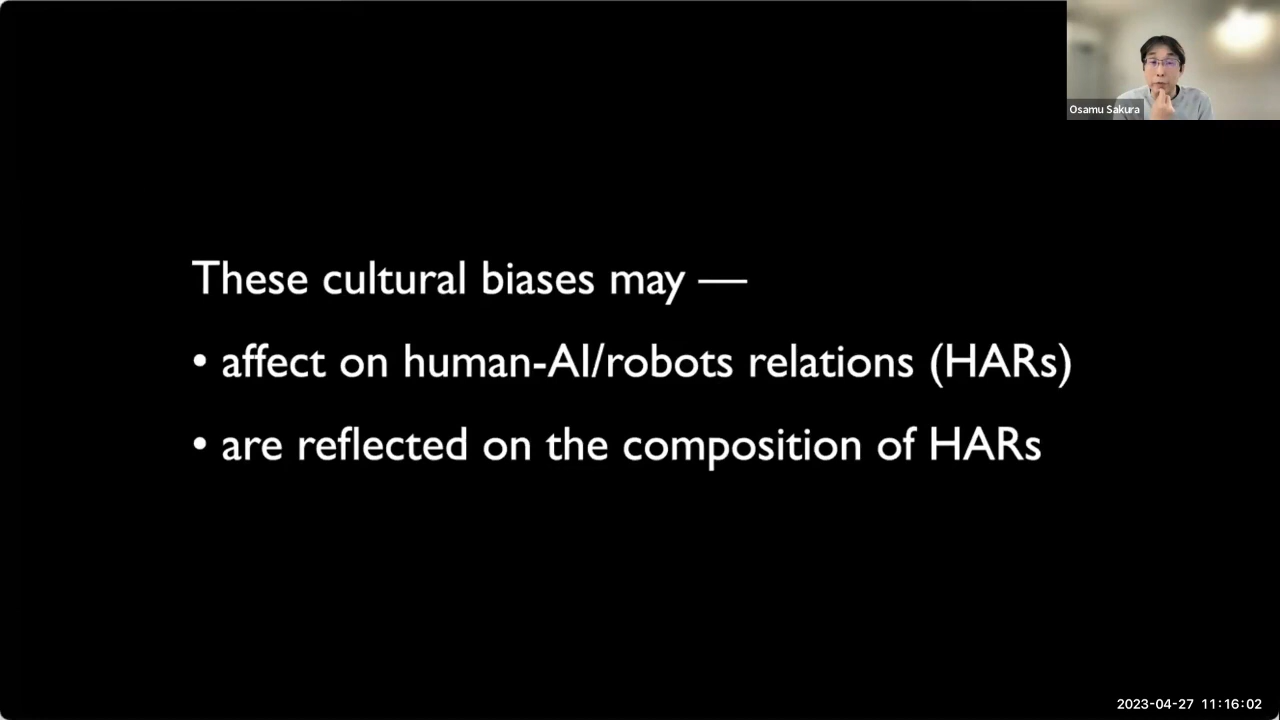 Osamu Sakura
These cultural biases may —
• affect on human-AI/robots relations (HARs)
• are reflected on the composition of HARs
2023-04-27 11:16:02